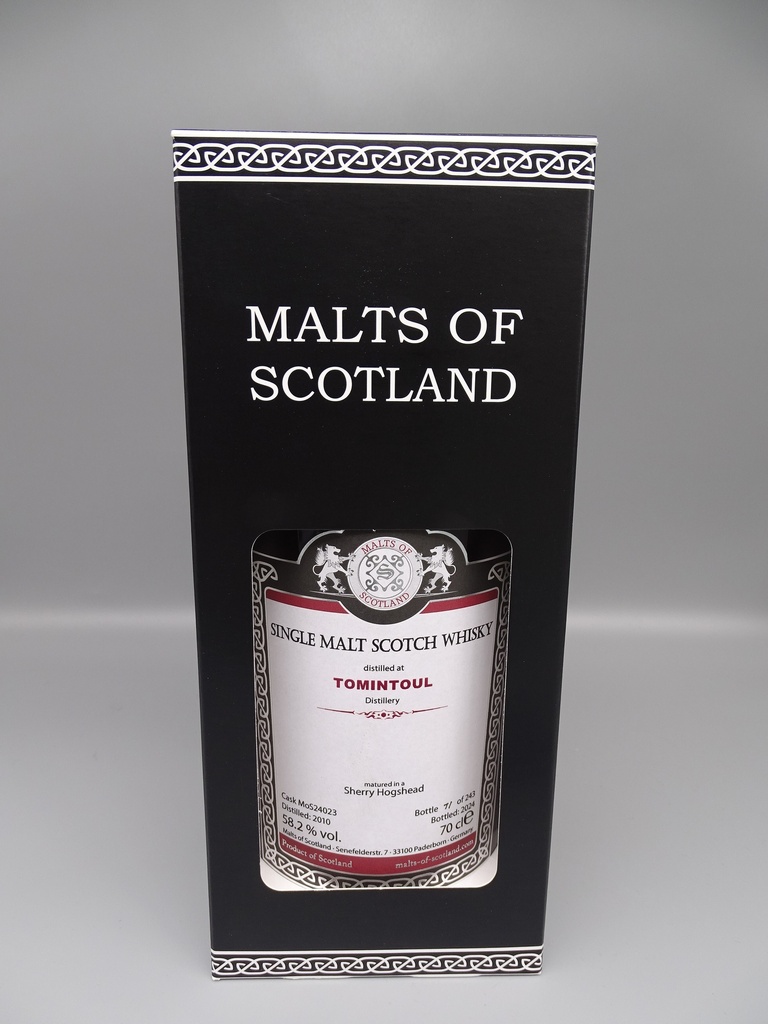 MALTS OF
SCOTLAND
MALTS OF
S
SCOTLAND
SINGLE MALT SCOTCH WHISKY
distilled at
TOMINTOUL
Distillery
matured in a
Sherry Hogshead
Cask MoS24023
Distilled: 2010
58.2 % vol.
Bottle of 243
Bottled: 2024
70 cl e
Malts of Scotland · Senefelderstr. 7 · 33100 Paderborn · Germany
Product of Scotland
malts-of-scotland.com